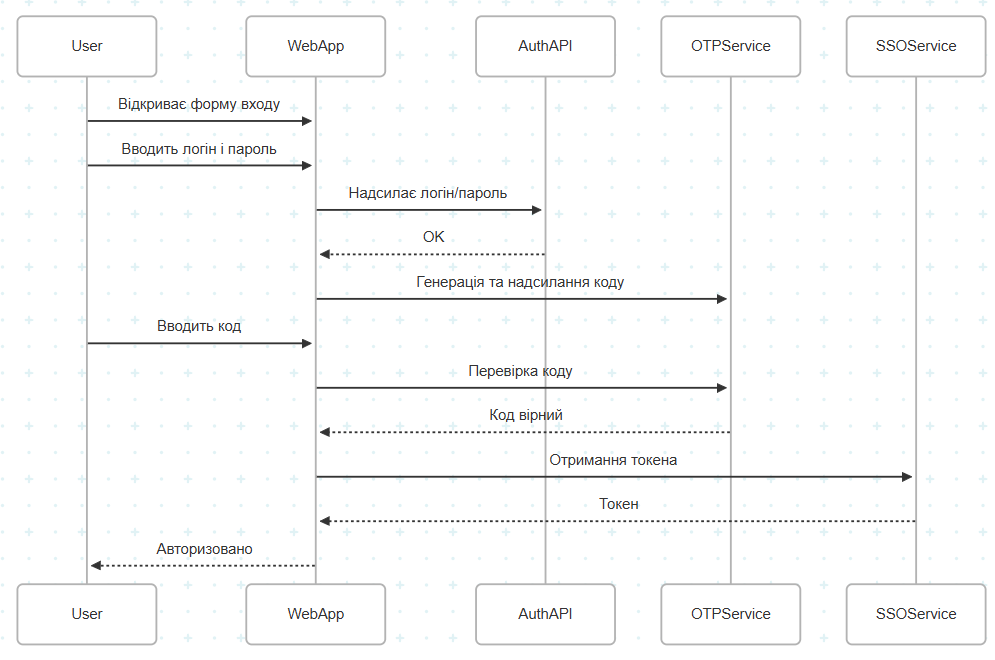 User
WebApp
AuthAPI
OTPService
SSOService
Відкриває форму входу
Вводить логін і пароль
Надсилає логін/пароль
OK
Генерація та надсилання коду
Вводить код
Перевірка коду
Код вірний
Отримання токена
Токен
Авторизовано
User
WebApp
AuthAPI
OTPService
SSOService